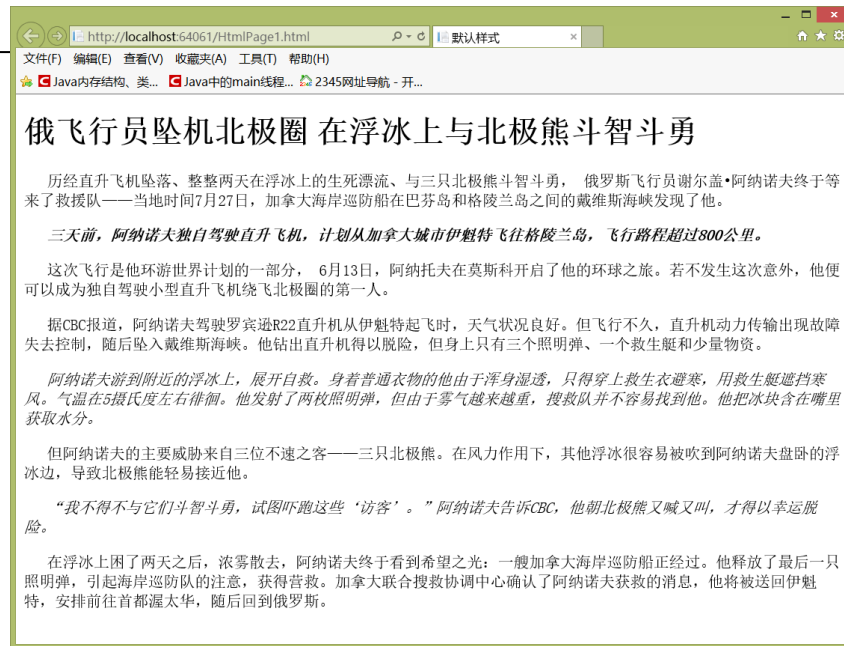 http://localhost:64061/HtmlPage1.html
默认样式
文件(F) 编辑(E) 查看(V) 收藏夹(A) 工具(T) 帮助(H)
Java内存结构、类... Java中的main线程... 2345网址导航 - 开...
俄飞行员坠机北极圈 在浮冰上与北极熊斗智斗勇
历经直升飞机坠落、整整两天在浮冰上的生死漂流、与三只北极熊斗智斗勇， 俄罗斯飞行员谢尔盖•阿纳诺夫终于等
来了救援队——当地时间7月27日，加拿大海岸巡防船在巴芬岛和格陵兰岛之间的戴维斯海峡发现了他。
三天前，阿纳诺夫独自驾驶直升飞机，计划从加拿大城市伊魁特飞往格陵兰岛，飞行路程超过800公里。
这次飞行是他环游世界计划的一部分， 6月13日，阿纳托夫在莫斯科开启了他的环球之旅。若不发生这次意外，他便
可以成为独自驾驶小型直升飞机绕飞北极圈的第一人。
据CBC报道，阿纳诺夫驾驶罗宾逊R22直升机从伊魁特起飞时，天气状况良好。但飞行不久，直升机动力传输出现故障
失去控制，随后坠入戴维斯海峡。他钻出直升机得以脱险，但身上只有三个照明弹、一个救生艇和少量物资。
阿纳诺夫游到附近的浮冰上，展开自救。身着普通衣物的他由于浑身湿透，只得穿上救生衣避寒，用救生艇遮挡寒
风。气温在5摄氏度左右徘徊。他发射了两枚照明弹，但由于雾气越来越重，搜救队并不容易找到他。他把冰块含在嘴里
获取水分。
但阿纳诺夫的主要威胁来自三位不速之客——三只北极熊。在风力作用下，其他浮冰很容易被吹到阿纳诺夫盘卧的浮
冰边，导致北极熊能轻易接近他。
“我不得不与它们斗智斗勇，试图吓跑这些‘访客’。”阿纳诺夫告诉CBC，他朝北极熊又喊又叫，才得以幸运脱
险。
在浮冰上困了两天之后，浓雾散去，阿纳诺夫终于看到希望之光：一艘加拿大海岸巡防船正经过。他释放了最后一只
照明弹，引起海岸巡防队的注意，获得营救。加拿大联合搜救协调中心确认了阿纳诺夫获救的消息，他将被送回伊魁
特，安排前往首都渥太华，随后回到俄罗斯。